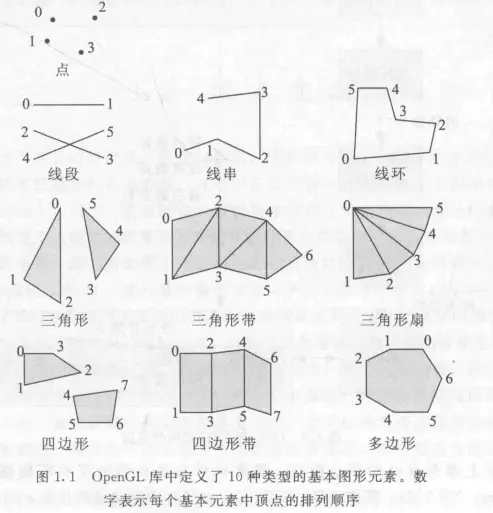 0 2
1 3
点
0 1
2 5
4 3
线段
4 3
0 1 2
线串
5 4
3 2
0 1
线环
0 5
4
1 3
2
三角形
0 2
6
1 3 5
三角形带
0 5
4
3
1 2
三角形扇
0 3
2
1 4 7
5 6
四边形
0 2 4 6
1 3 5 7
四边形带
1 0
2 6
3
4 5
多边形
图 1.1 OpenGL 库中定义了 10 种类型的基本图形元素。数
字表示每个基本元素中顶点的排列顺序